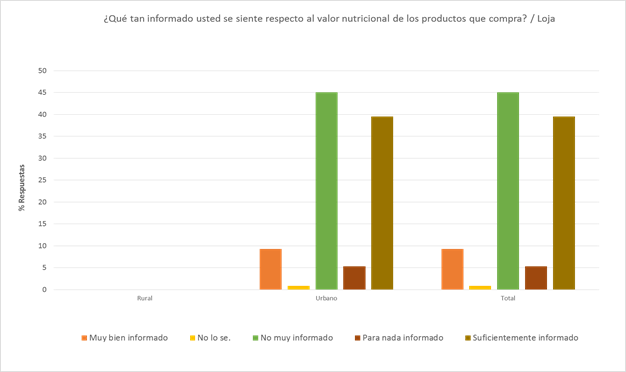 ¿Qué tan informado usted se siente respecto al valor nutricional de los productos que compra? / Loja
50
45
40
35
30
25
20
15
10
5
0
% Respuestas
Rural
Urbano
Total
Muy bien informado
No lo se.
No muy informado
Para nada informado
Suficientemente informado